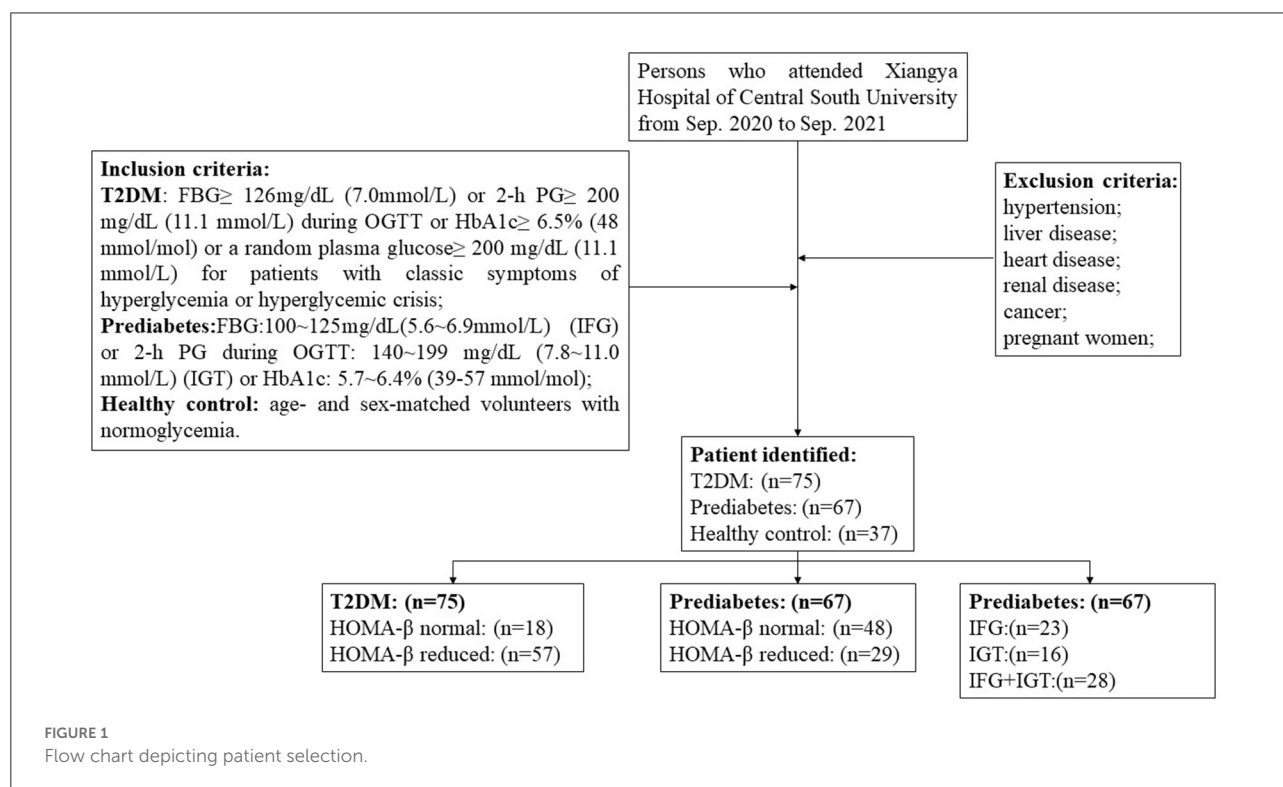 Persons who attended Xiangya
Hospital of Central South University
from Sep. 2020 to Sep. 2021
Inclusion criteria:
T2DM: FBG≥ 126mg/dL (7.0mmol/L) or 2-h PG≥ 200
mg/dL (11.1 mmol/L) during OGTT or HbA1c≥ 6.5% (48
mmol/mol) or a random plasma glucose≥ 200 mg/dL (11.1
mmol/L) for patients with classic symptoms of
hyperglycemia or hyperglycemic crisis;
Prediabetes:FBG:100~125mg/dL(5.6~6.9mmol/L) (IFG)
or 2-h PG during OGTT: 140~199 mg/dL (7.8~11.0
mmol/L) (IGT) or HbA1c: 5.7~6.4% (39-57 mmol/mol);
Healthy control: age- and sex-matched volunteers with
normoglycemia.
Exclusion criteria:
hypertension;
liver disease;
heart disease;
renal disease;
cancer;
pregnant women;
Patient identified:
T2DM: (n=75)
Prediabetes: (n=67)
Healthy control: (n=37)
T2DM: (n=75)
HOMA-β normal: (n=18)
HOMA-β reduced: (n=57)
Prediabetes: (n=67)
HOMA-β normal: (n=48)
HOMA-β reduced: (n=29)
Prediabetes: (n=67)
IFG:(n=23)
IGT:(n=16)
IFG+IGT:(n=28)
FIGURE 1
Flow chart depicting patient selection.